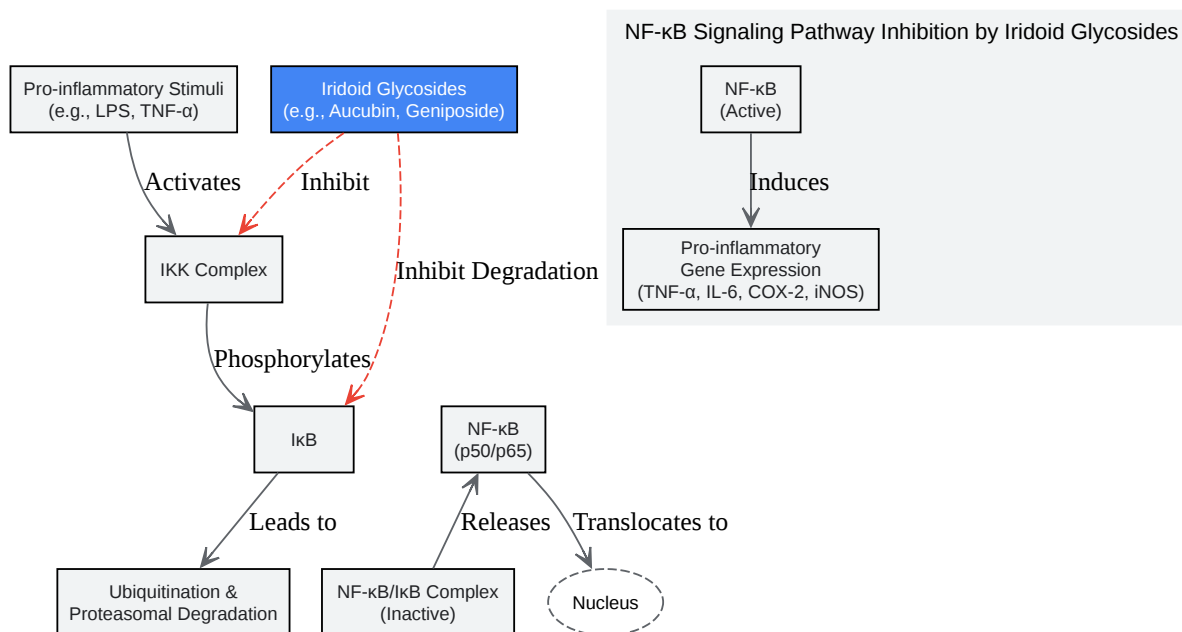 NF-κB Signaling Pathway Inhibition by Iridoid Glycosides
Pro-inflammatory Stimuli
(e.g., LPS, TNF-α)
Iridoid Glycosides
(e.g., Aucubin, Geniposide)
NF-κB
(Active)
Activates
Inhibit
Induces
IKK Complex
Inhibit Degradation
Pro-inflammatory
Gene Expression
(TNF-α, IL-6, COX-2, iNOS)
Phosphorylates
IκB
NF-κB
(p50/p65)
Leads to
Releases
Translocates to
Ubiquitination &
Proteasomal Degradation
NF-κB/IκB Complex
(Inactive)
Nucleus